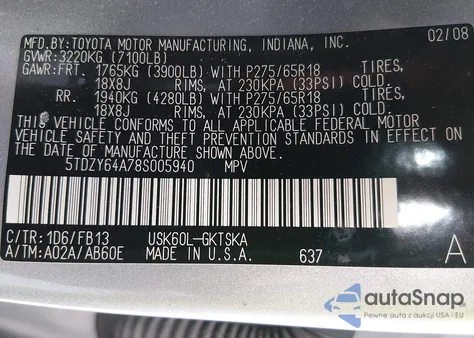 MFD.BY:TOYOTA MOTOR MANUFACTURING, INDIANA, INC. 02/08
GVWR:3220KG (7100LB)
GAWR:FRT. 1765KG (3900LB) WITH P275/65R18 TIRES,
18X8J RIMS, AT 230KPA (33PSI) COLD.
RR. 1940KG (4280LB) WITH P275/65R18 TIRES,
18X8J RIMS, AT 230KPA (33PSI) COLD.
THIS VEHICLE CONFORMS TO ALL APPLICABLE FEDERAL MOTOR
VEHICLE SAFETY AND THEFT PREVENTION STANDARDS IN EFFECT ON
THE DATE OF MANUFACTURE SHOWN ABOVE.
5TDZY64A78S005940 MPV
C/TR:1D6/FB13 USK60L-GKTSKA
A/TM:A02A/AB60E MADE IN U.S.A. 637 A
autoSnap
Pewne auta z USA i EU